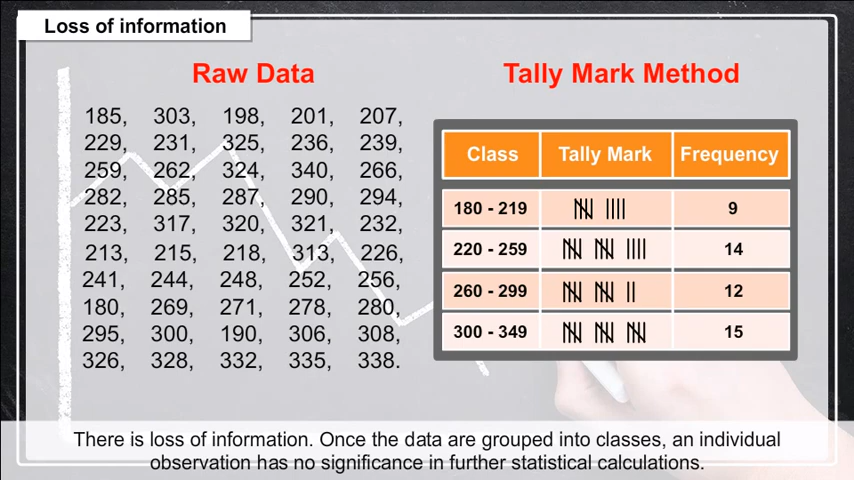 Loss of information
Raw Data
185, 303, 198, 201, 207,
229, 231, 325, 236, 239,
259, 262, 324, 340, 266,
282, 285, 287, 290, 294,
223, 317, 320, 321, 232,
213, 215, 218, 313, 226,
241, 244, 248, 252, 256,
180, 269, 271, 278, 280,
295, 300, 190, 306, 308,
326, 328, 332, 335, 338.
Tally Mark Method
Class Tally Mark Frequency
180 - 219 9
220 - 259 14
260 - 299 12
300 - 349 15
There is loss of information. Once the data are grouped into classes, an individual
observation has no significance in further statistical calculations.